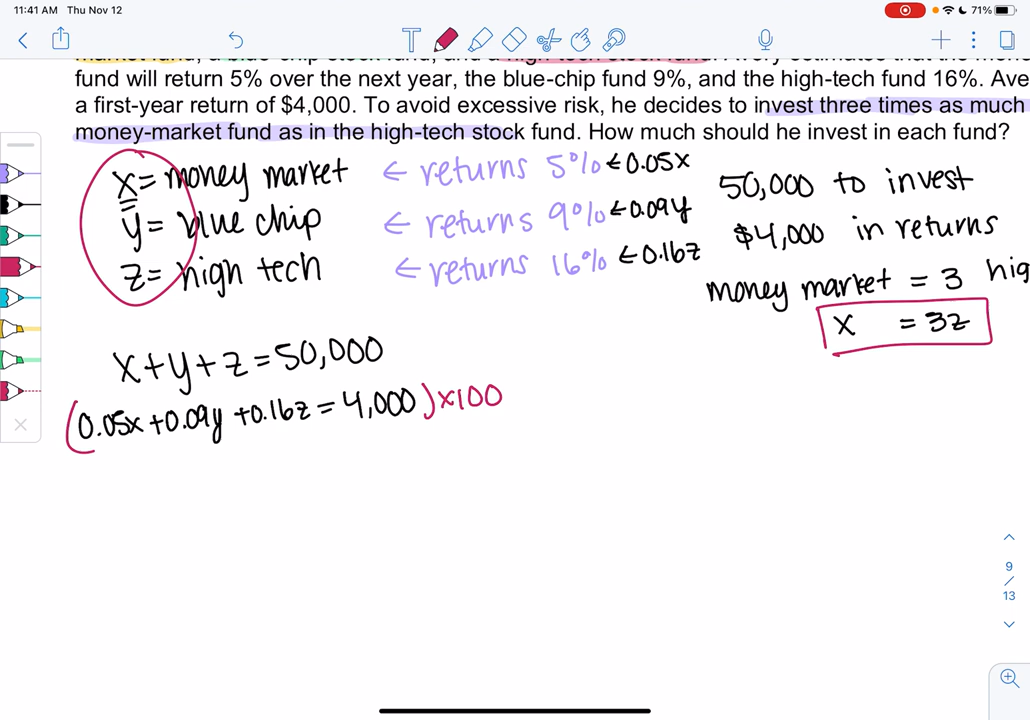 11:41 AM Thu Nov 12
71%
fund will return 5% over the next year, the blue-chip fund 9%, and the high-tech fund 16%. Ave
a first-year return of $4,000. To avoid excessive risk, he decides to invest three times as much
money-market fund as in the high-tech stock fund. How much should he invest in each fund?
x = money market ← returns 5% ← 0.05x
y = blue chip ← returns 9% ← 0.09y
z = high tech ← returns 16% ← 0.16z
50,000 to invest
$4,000 in returns
money market = 3 hig
x = 3z
x + y + z = 50,000
(0.05x + 0.09y + 0.16z = 4,000) × 100
9
/
13